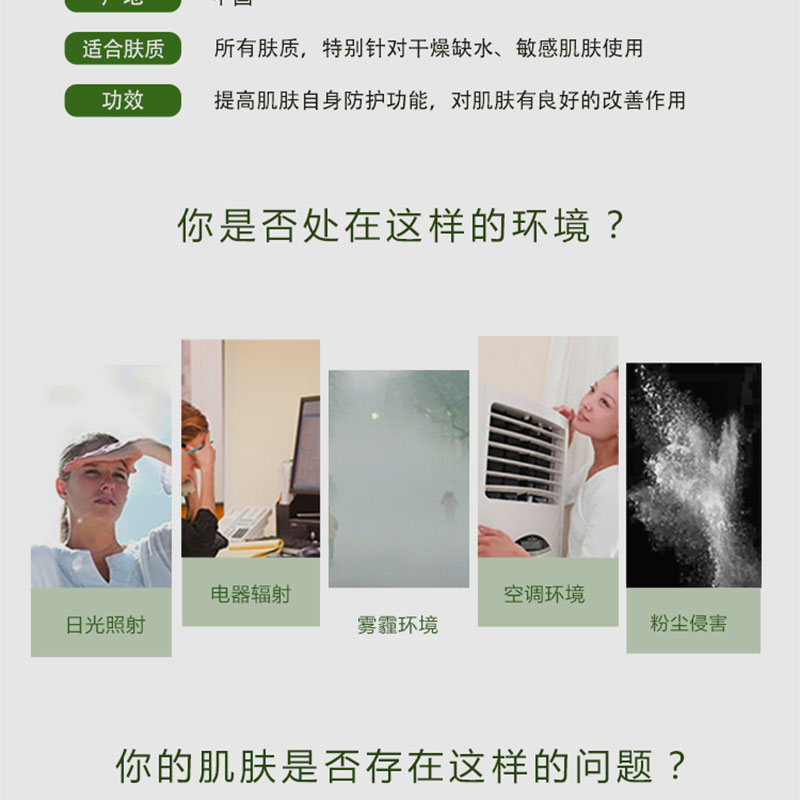 适合肤质 所有肤质，特别针对干燥缺水、敏感肌肤使用
功效 提高肌肤自身防护功能，对肌肤有良好的改善作用
你是否处在这样的环境？
日光照射
电器辐射
雾霾环境
空调环境
粉尘侵害
你的肌肤是否存在这样的问题？